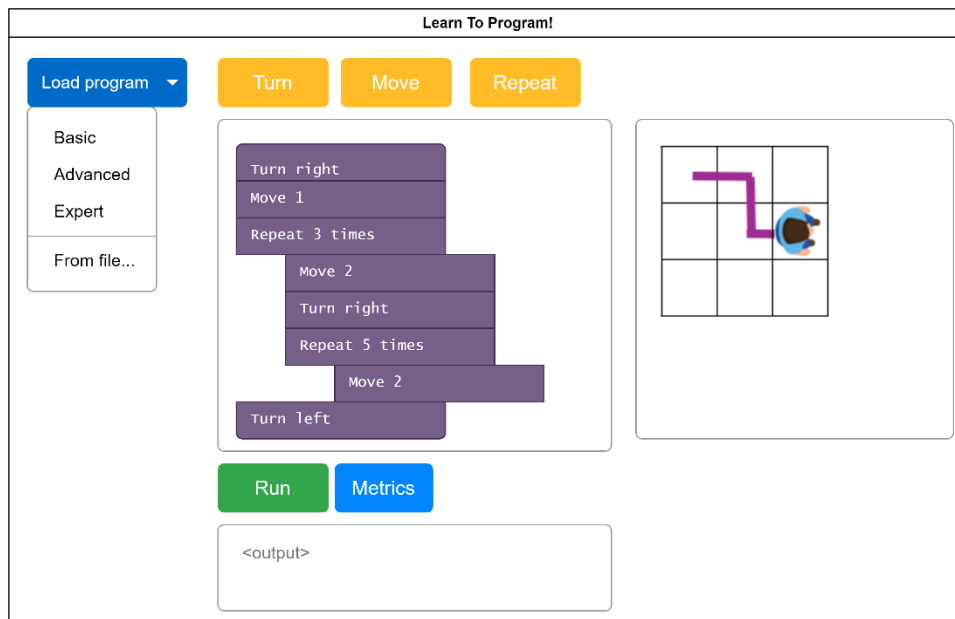 Learn To Program!
Load program
Turn
Move
Repeat
Basic
Advanced
Expert
From file...
Turn right
Move 1
Repeat 3 times
Move 2
Turn right
Repeat 5 times
Move 2
Turn left
Run
Metrics
<output>